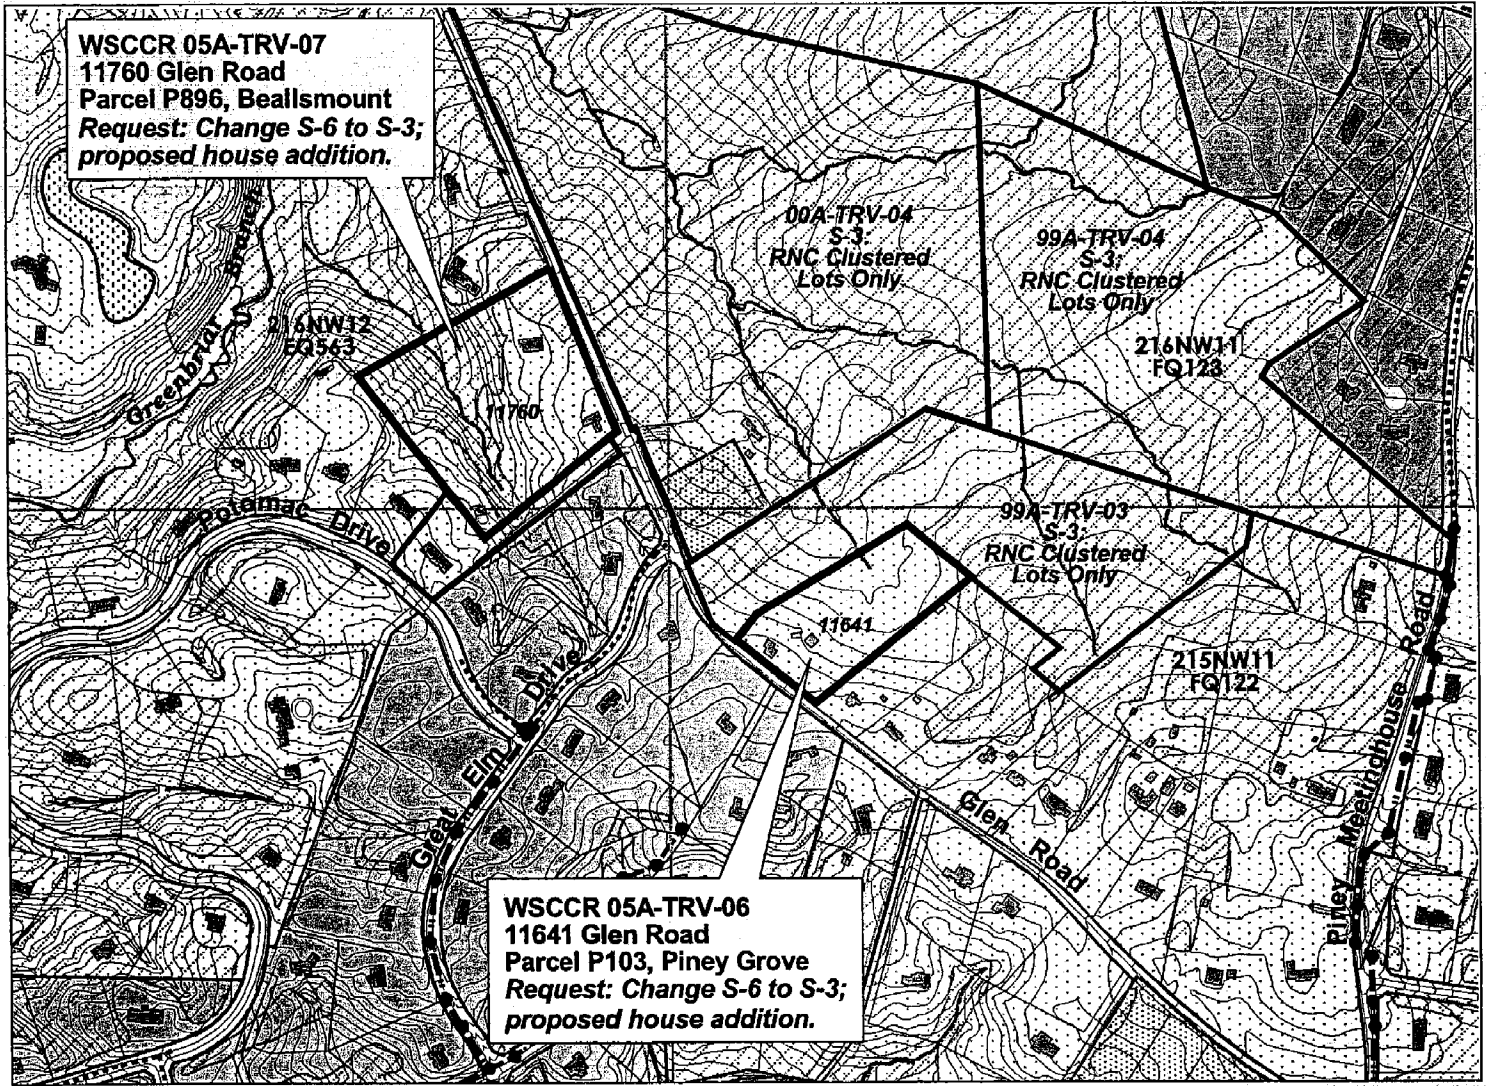 WSCCR 05A-TRV-07
11760 Glen Road
Parcel P896, Beallsmount
Request: Change S-6 to S-3;
proposed house addition.
Greenbriar Branch
216NW12
EQ563
11760
00A-TRV-04
S-3:
RNC Clustered
Lots Only
99A-TRV-04
S-3:
RNC Clustered
Lots Only
216NW11
FQ123
Potomac Drive
99A-TRV-03
S-3:
RNC Clustered
Lots Only
11641
215NW11
FQ122
Great Elm Drive
Glen Road
Piney Meetinghouse Road
WSCCR 05A-TRV-06
11641 Glen Road
Parcel P103, Piney Grove
Request: Change S-6 to S-3;
proposed house addition.